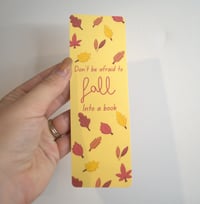 Don't be afraid to
fall
Into a book